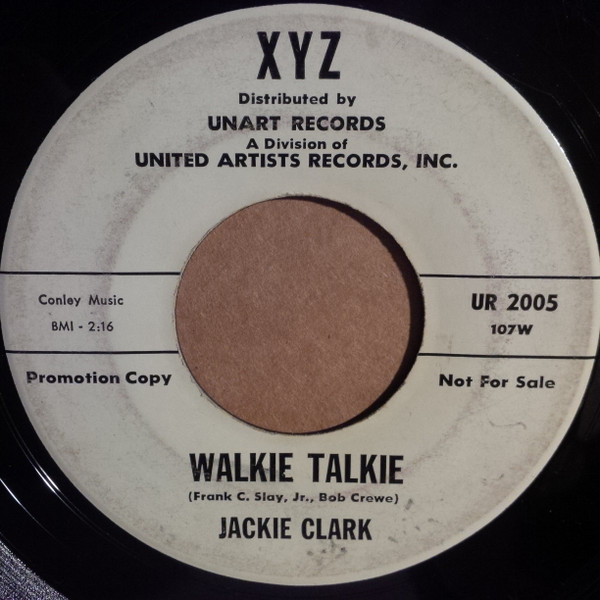 XYZ
Distributed by
UNART RECORDS
A Division of
UNITED ARTISTS RECORDS, INC.
Conley Music
BMI - 2:16
UR 2005
107W
Promotion Copy
Not For Sale
WALKIE TALKIE
(Frank C. Slay, Jr., Bob Crewe)
JACKIE CLARK